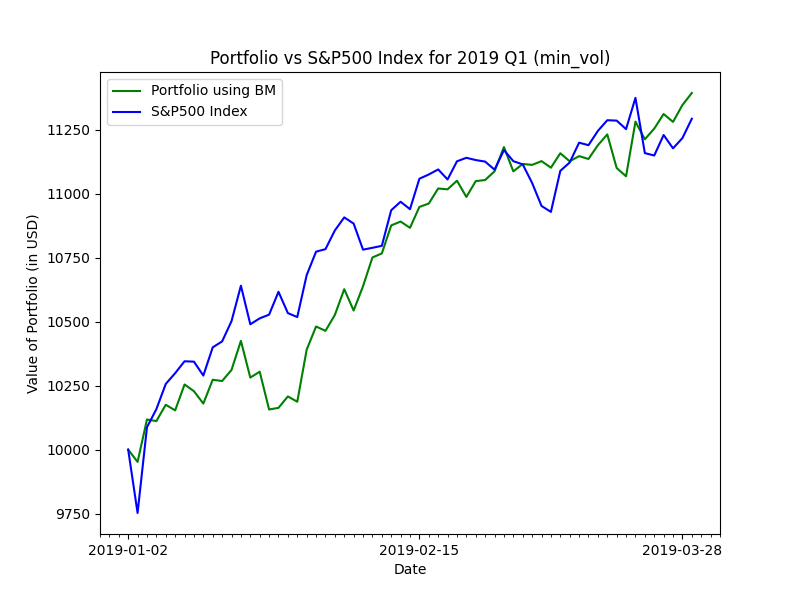 Portfolio vs S&P500 Index for 2019 Q1 (min_vol)
Portfolio using BM
S&P500 Index
Value of Portfolio (in USD)
11250
11000
10750
10500
10250
10000
9750
2019-01-02
2019-02-15
2019-03-28
Date